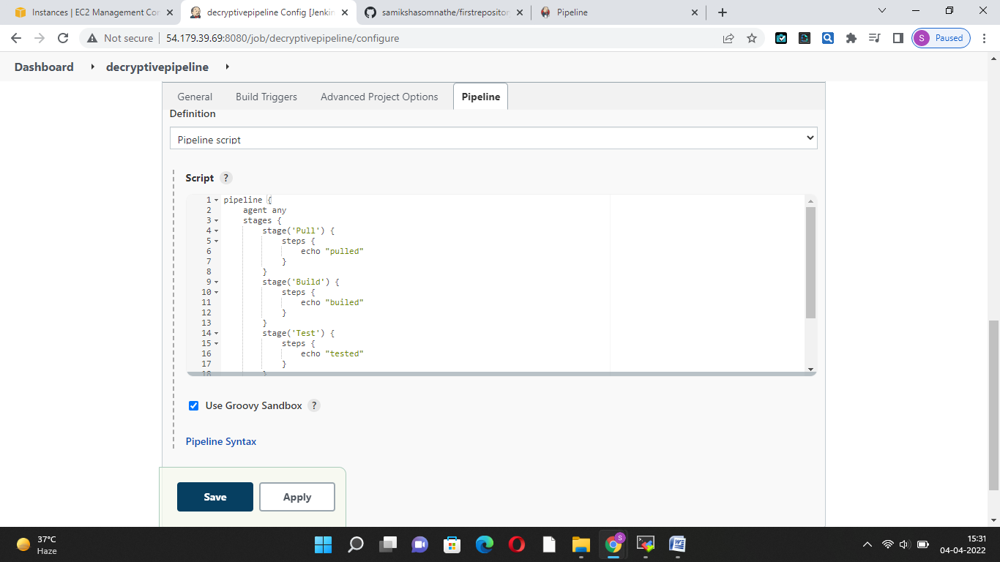 Instances | EC2 Management Con
decryptivepipeline Config [Jenkin
samikshasomnathe/firstrepositor
Pipeline
Not secure
54.179.39.69:8080/job/decryptivepipeline/configure
S
Paused
Dashboard
decryptivepipeline
General
Build Triggers
Advanced Project Options
Pipeline
Definition
Pipeline script
Script ?
1 pipeline {
2 agent any
3 stages {
4 stage('Pull') {
5 steps {
6 echo "pulled"
7 }
8 }
9 stage('Build') {
10 steps {
11 echo "builed"
12 }
13 }
14 stage('Test') {
15 steps {
16 echo "tested"
17 }
18 }
Use Groovy Sandbox ?
Pipeline Syntax
Save
Apply
37°C
Haze
S
15:31
04-04-2022